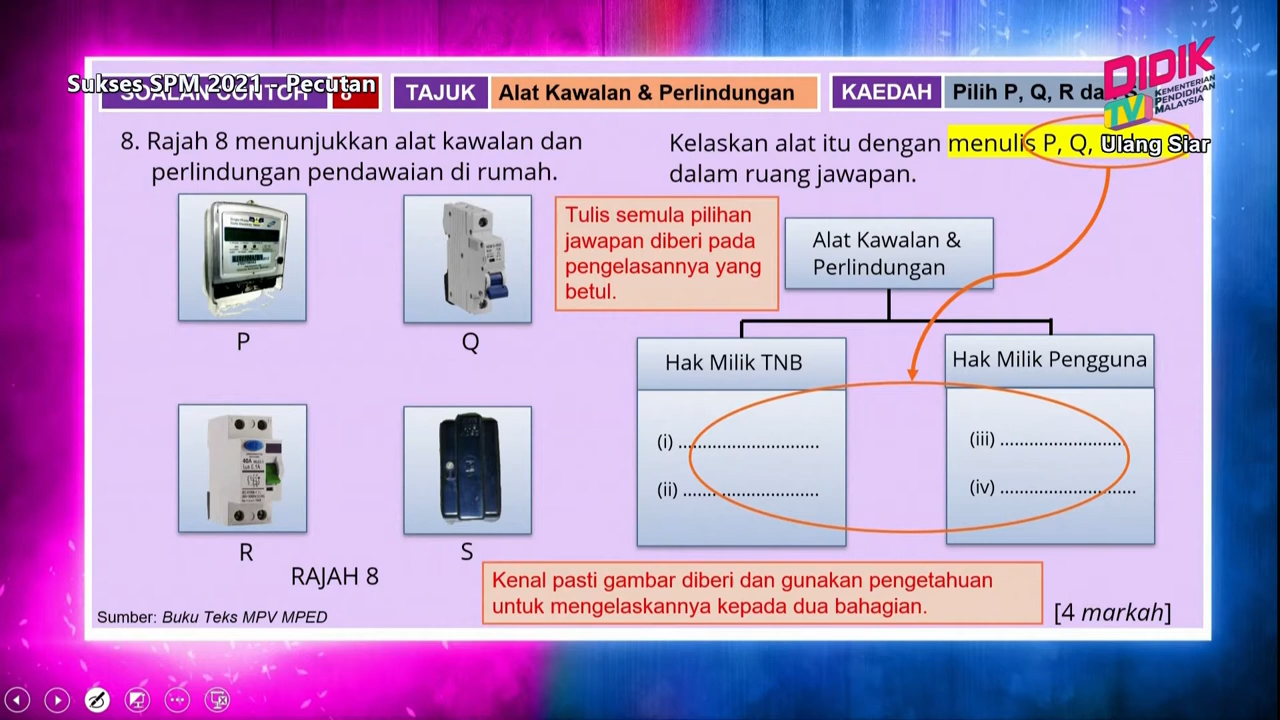 Sukses SPM 2021 - Pecutan
SOALAN CONTOH 8
TAJUK
Alat Kawalan & Perlindungan
KAEDAH
Pilih P, Q, R da
DIDIK
TV
KEMENTERIAN
PENDIDIKAN
MALAYSIA
Ulang Siar
8. Rajah 8 menunjukkan alat kawalan dan
perlindungan pendawaian di rumah.
P
Q
R
S
RAJAH 8
Sumber: Buku Teks MPV MPED
Kelaskan alat itu dengan menulis P, Q,
dalam ruang jawapan.
Tulis semula pilihan
jawapan diberi pada
pengelasannya yang
betul.
Alat Kawalan &
Perlindungan
Hak Milik TNB
(i) ............................
(ii) ...........................
Hak Milik Pengguna
(iii) .........................
(iv) ............................
Kenal pasti gambar diberi dan gunakan pengetahuan
untuk mengelaskannya kepada dua bahagian.
[4 markah]